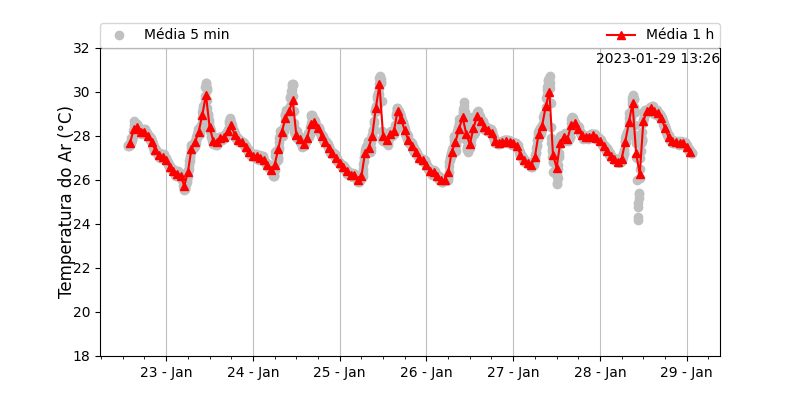 Média 5 min
Média 1 h
2023-01-29 13:26
Temperatura do Ar (°C)
32
30
28
26
24
22
20
18
23 - Jan
24 - Jan
25 - Jan
26 - Jan
27 - Jan
28 - Jan
29 - Jan